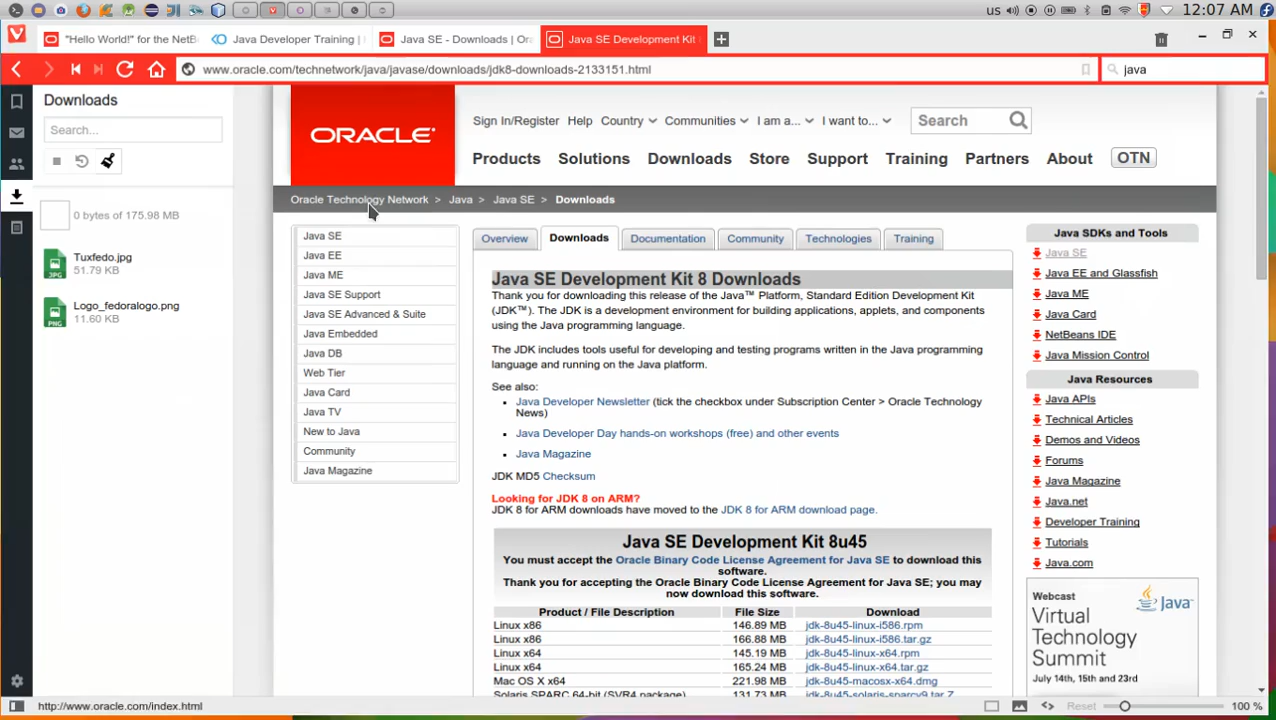 us 12:07 AM
"Hello World!" for the NetB
Java Developer Training |
Java SE - Downloads | Or
Java SE Development Kit
www.oracle.com/technetwork/java/javase/downloads/jdk8-downloads-2133151.html
java
Downloads
Search...
0 bytes of 175.98 MB
Tuxfedo.jpg
51.79 KB
Logo_fedoralogo.png
11.60 KB
ORACLE
Sign In/Register Help Country Communities I am a... I want to... Search
Products Solutions Downloads Store Support Training Partners About OTN
Oracle Technology Network > Java > Java SE > Downloads
Java SE
Java EE
Java ME
Java SE Support
Java SE Advanced & Suite
Java Embedded
Java DB
Web Tier
Java Card
Java TV
New to Java
Community
Java Magazine
Overview Downloads Documentation Community Technologies Training
Java SE Development Kit 8 Downloads
Thank you for downloading this release of the Java™ Platform, Standard Edition Development Kit
(JDK™). The JDK is a development environment for building applications, applets, and components
using the Java programming language.
The JDK includes tools useful for developing and testing programs written in the Java programming
language and running on the Java platform.
See also:
• Java Developer Newsletter (tick the checkbox under Subscription Center > Oracle Technology
News)
• Java Developer Day hands-on workshops (free) and other events
• Java Magazine
JDK MD5 Checksum
Looking for JDK 8 on ARM?
JDK 8 for ARM downloads have moved to the JDK 8 for ARM download page.
Java SE Development Kit 8u45
You must accept the Oracle Binary Code License Agreement for Java SE to download this
software.
Thank you for accepting the Oracle Binary Code License Agreement for Java SE; you may
now download this software.
Product / File Description File Size Download
Linux x86 146.89 MB jdk-8u45-linux-i586.rpm
Linux x86 166.88 MB jdk-8u45-linux-i586.tar.gz
Linux x64 145.19 MB jdk-8u45-linux-x64.rpm
Linux x64 165.24 MB jdk-8u45-linux-x64.tar.gz
Mac OS X x64 221.98 MB jdk-8u45-macosx-x64.dmg
Solaris SPARC 64-bit (SVR4 package) 131.73 MB jdk-8u45-solaris-sparcv9.tar.Z
Java SDKs and Tools
Java SE
Java EE and Glassfish
Java ME
Java Card
NetBeans IDE
Java Mission Control
Java Resources
Java APIs
Technical Articles
Demos and Videos
Forums
Java Magazine
Java.net
Developer Training
Tutorials
Java.com
Webcast
Java
Virtual
Technology
Summit
July 14th, 15th and 23rd
http://www.oracle.com/index.html
Reset 100 %